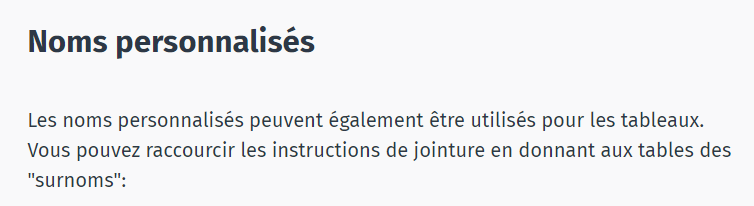 Noms personnalisés
Les noms personnalisés peuvent également être utilisés pour les tableaux.
Vous pouvez raccourcir les instructions de jointure en donnant aux tables des
"surnoms":